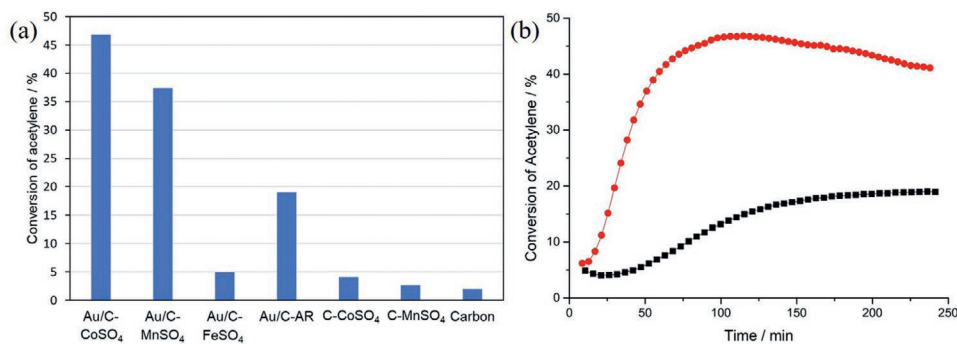 (a)
Conversion of acetylene / %
50
45
40
35
30
25
20
15
10
5
0
Au/C- Au/C- Au/C- Au/C-AR C-CoSO₄ C-MnSO₄ Carbon
CoSO₄ MnSO₄ FeSO₄
(b)
Conversion of Acetylene / %
50
40
30
20
10
0
0 50 100 150 200 250
Time / min